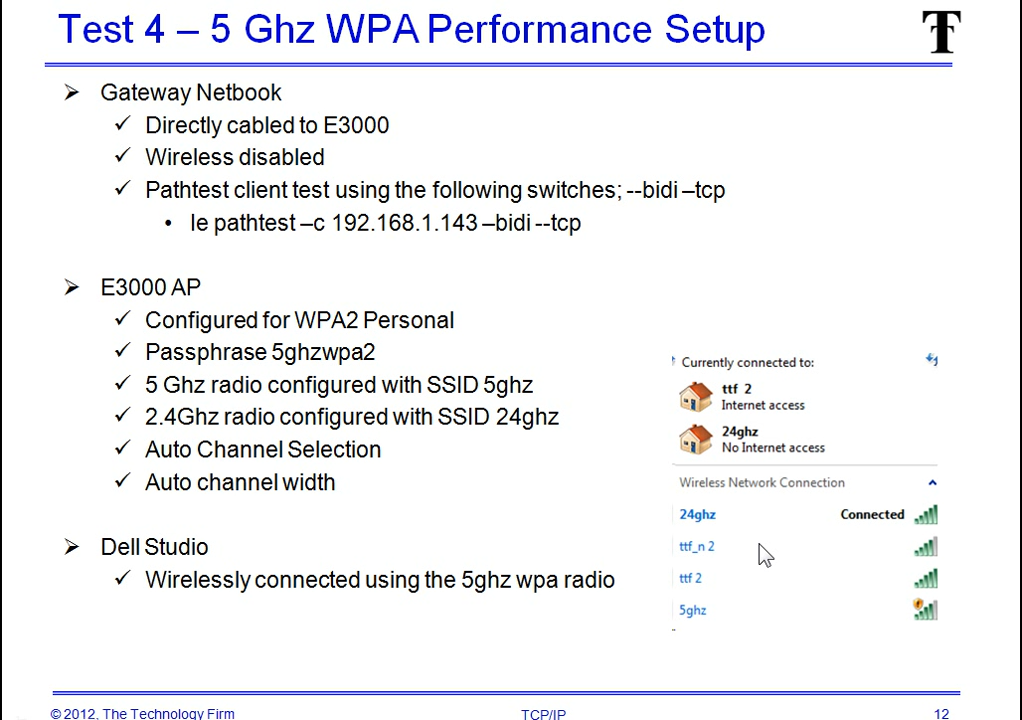 Test 4 – 5 Ghz WPA Performance Setup
T
Gateway Netbook
Directly cabled to E3000
Wireless disabled
Pathtest client test using the following switches; --bidi –tcp
Ie pathtest –c 192.168.1.143 –bidi --tcp
E3000 AP
Configured for WPA2 Personal
Passphrase 5ghzwpa2
5 Ghz radio configured with SSID 5ghz
2.4Ghz radio configured with SSID 24ghz
Auto Channel Selection
Auto channel width
Dell Studio
Wirelessly connected using the 5ghz wpa radio
Currently connected to:
ttf 2
Internet access
24ghz
No Internet access
Wireless Network Connection
24ghz Connected
ttf_n 2
ttf 2
5ghz
© 2012, The Technology Firm TCP/IP 12